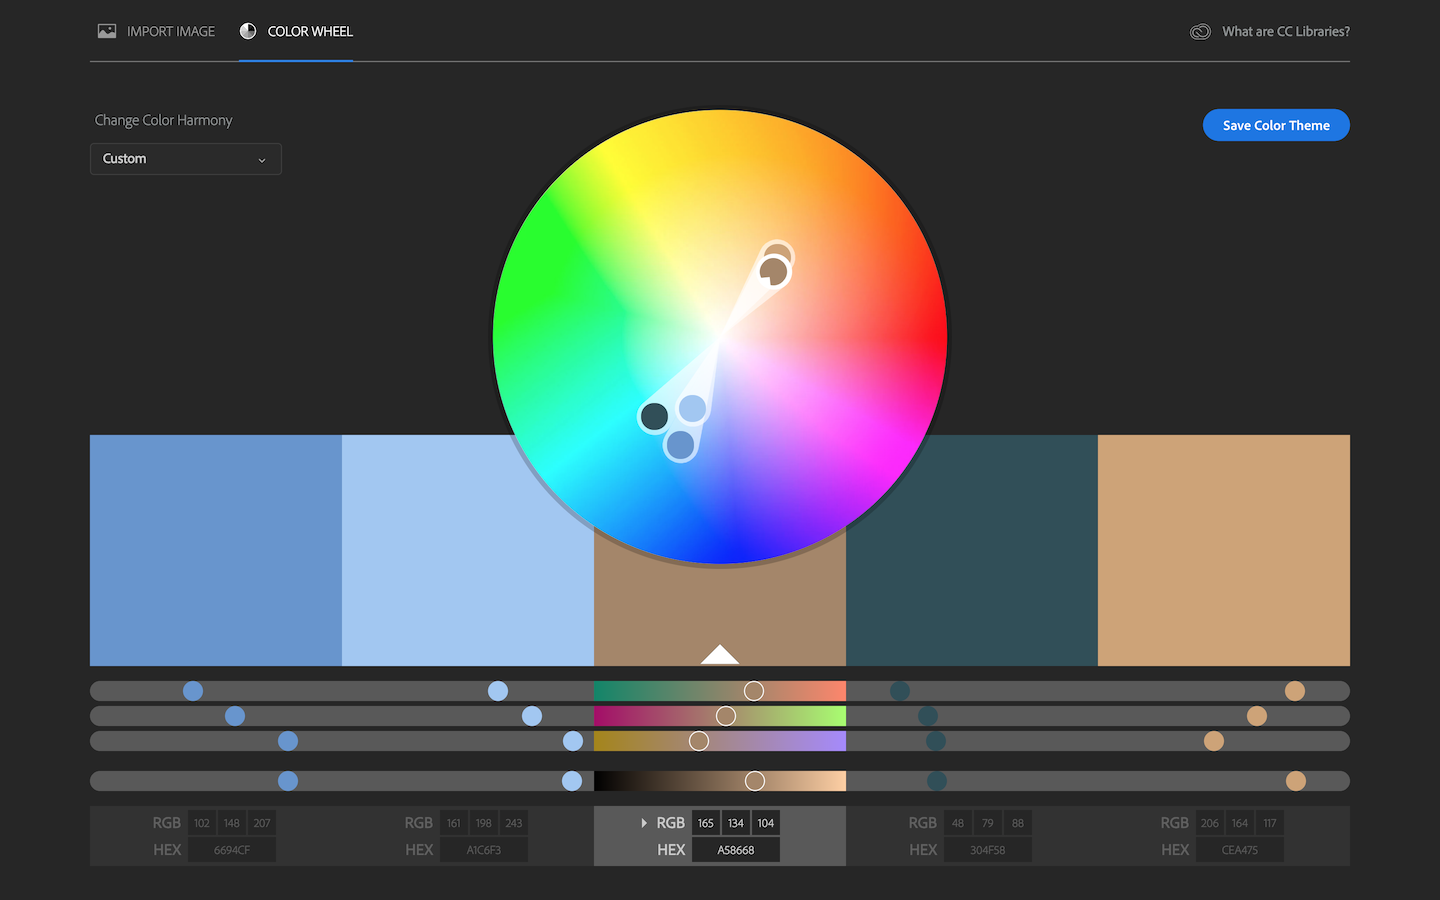 IMPORT IMAGE COLOR WHEEL What are CC Libraries?
Change Color Harmony
Save Color Theme
Custom
RGB 102 148 207 RGB 161 198 243 RGB 165 134 104 RGB 48 79 88 RGB 206 164 117
HEX 6694CF HEX A1C6F3 HEX A58668 HEX 304F58 HEX CEA475